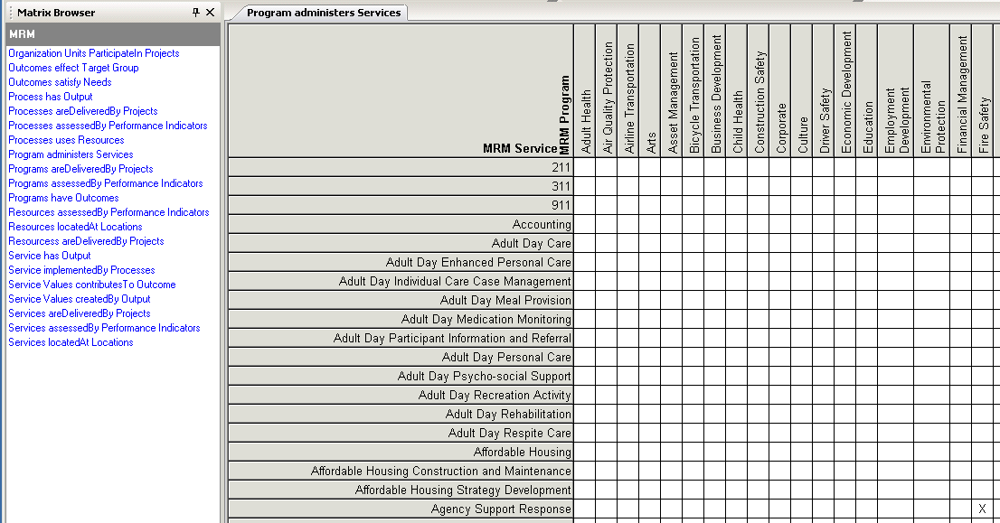 Matrix Browser
MRM
Organization Units ParticipateIn Projects
Outcomes effect Target Group
Outcomes satisfy Needs
Process has Output
Processes areDeliveredBy Projects
Processes assessedBy Performance Indicators
Processes uses Resources
Program administers Services
Programs areDeliveredBy Projects
Programs assessedBy Performance Indicators
Programs have Outcomes
Resources assessedBy Performance Indicators
Resources locatedAt Locations
Resourcess areDeliveredBy Projects
Service has Output
Service implementedBy Processes
Service Values contributesTo Outcome
Service Values createdBy Output
Services areDeliveredBy Projects
Services assessedBy Performance Indicators
Services locatedAt Locations
Program administers Services
MRM Service
MRM Program
Adult Health
Air Quality Protection
Airline Transportation
Arts
Asset Management
Bicycle Transportation
Business Development
Child Health
Construction Safety
Corporate
Culture
Driver Safety
Economic Development
Education
Employment
Development
Environmental
Protection
Financial Management
Fire Safety
211
311
911
Accounting
Adult Day Care
Adult Day Enhanced Personal Care
Adult Day Individual Care Case Management
Adult Day Meal Provision
Adult Day Medication Monitoring
Adult Day Participant Information and Referral
Adult Day Personal Care
Adult Day Psycho-social Support
Adult Day Recreation Activity
Adult Day Rehabilitation
Adult Day Respite Care
Affordable Housing
Affordable Housing Construction and Maintenance
Affordable Housing Strategy Development
Agency Support Response X